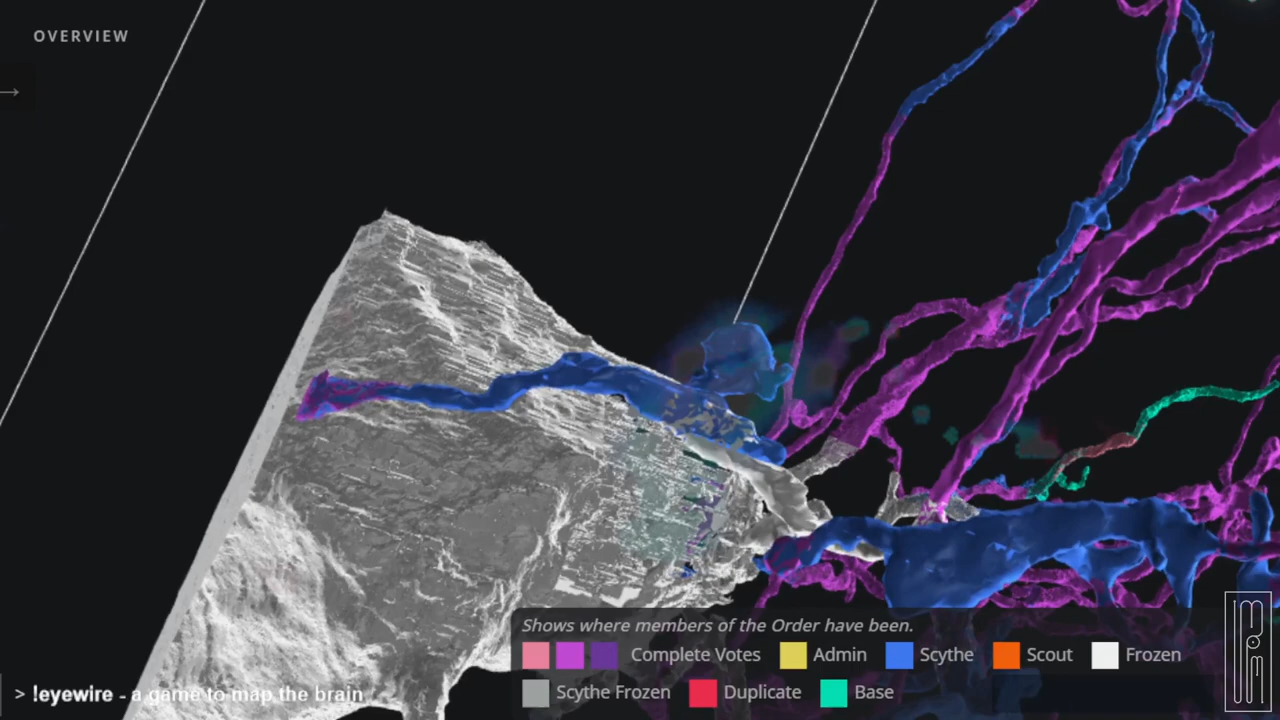 OVERVIEW
→
Shows where members of the Order have been.
Complete Votes Admin Scythe Scout Frozen
Scythe Frozen Duplicate Base
> !eyewire - a game to map the brain